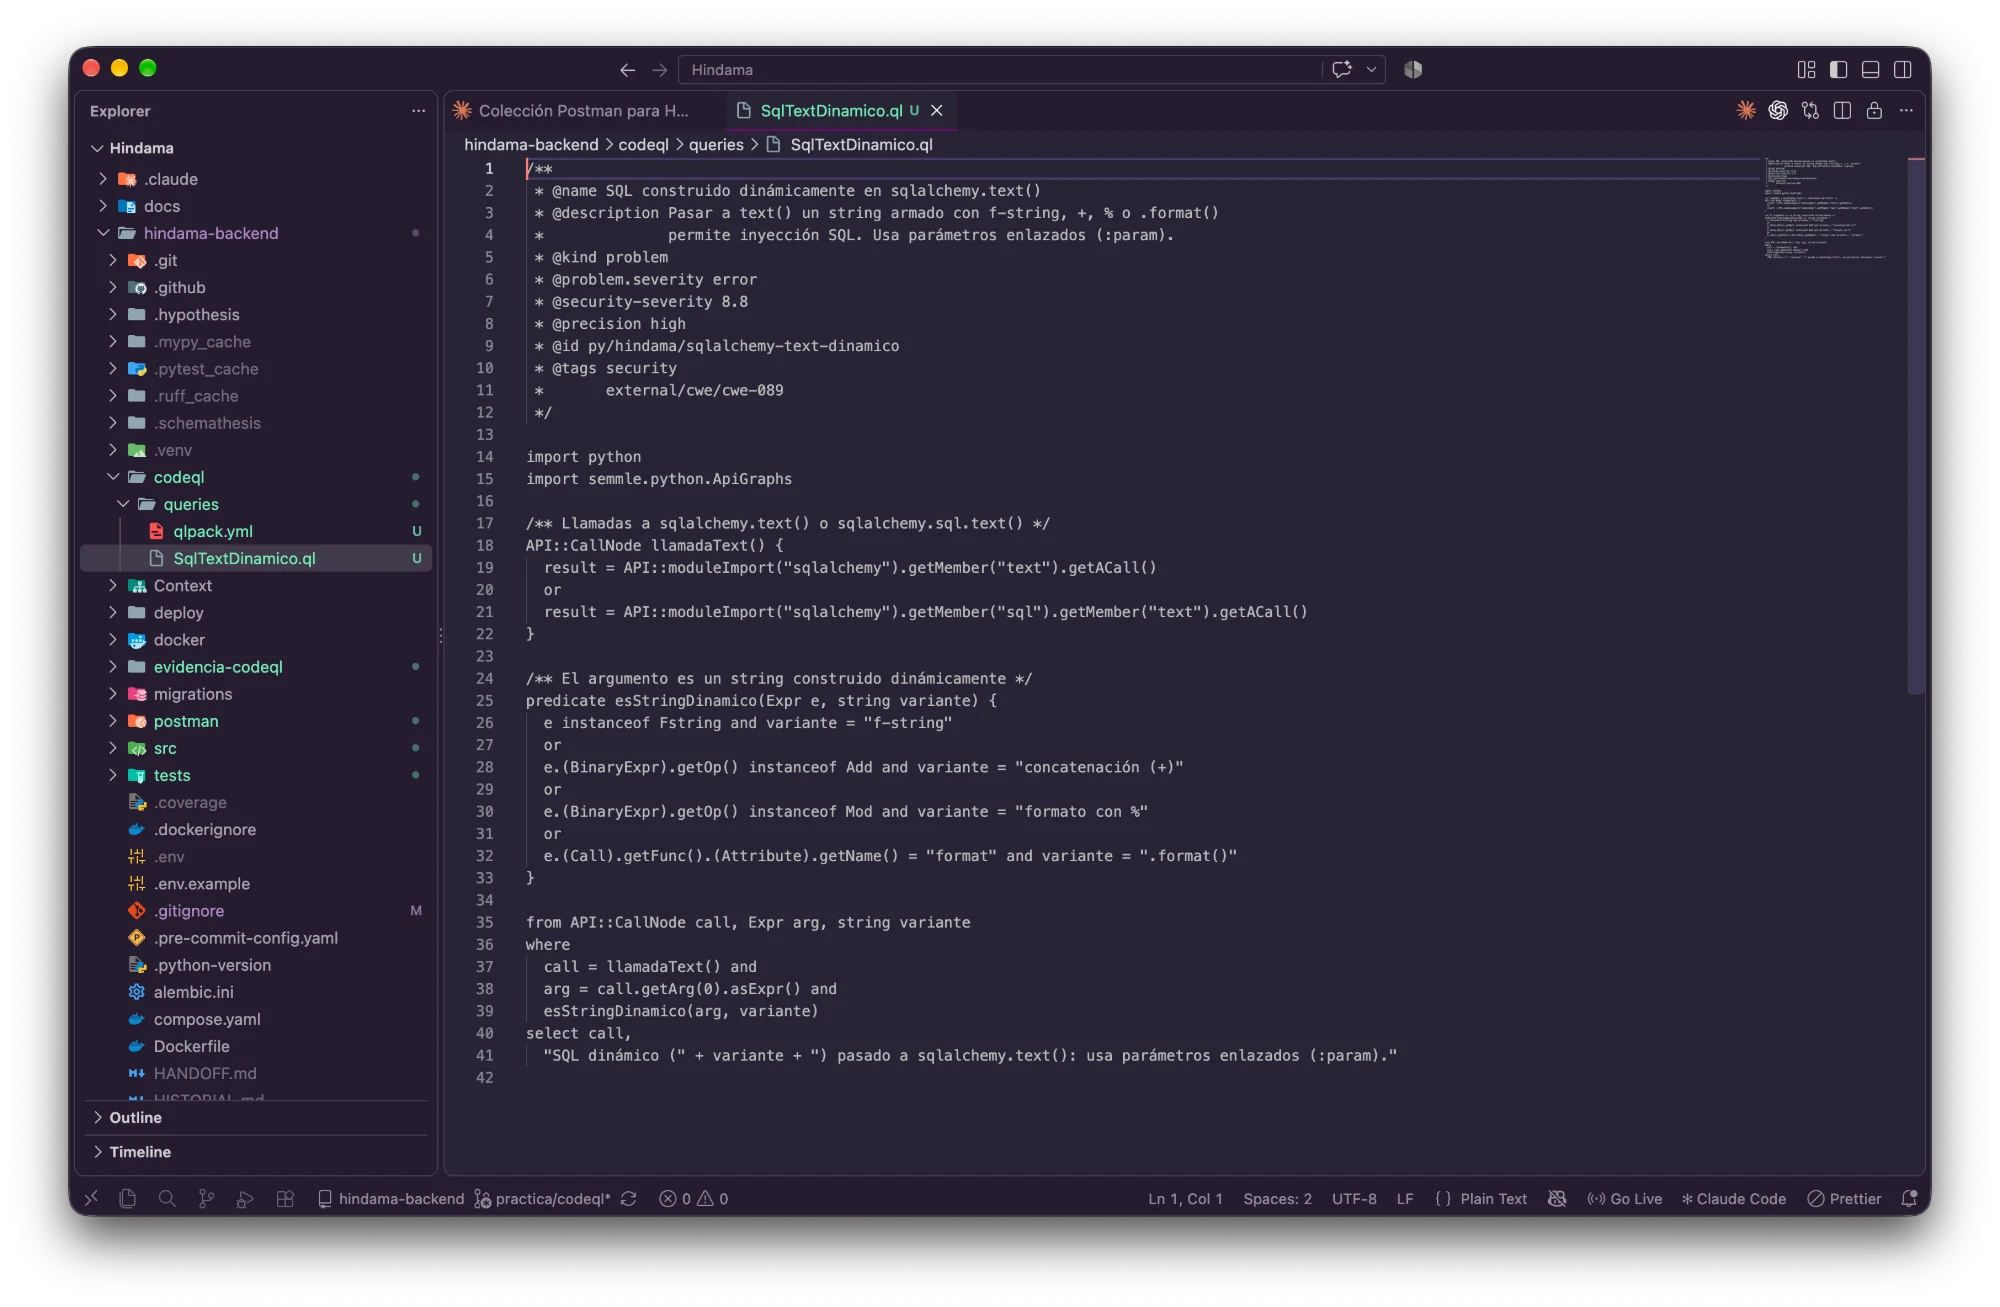 Hindama
Explorer
Hindama
.claude
docs
hindama-backend
.git
.github
.hypothesis
.mypy_cache
.pytest_cache
.ruff_cache
.schemathesis
.venv
codeql
queries
qlpack.yml U
SqlTextDinamico.ql U
Context
deploy
docker
evidencia-codeql
migrations
postman
src
tests
.coverage
.dockerignore
.env
.env.example
.gitignore M
.pre-commit-config.yaml
.python-version
alembic.ini
compose.yaml
Dockerfile
HANDOFF.md
HISTORIAL.md
Outline
Timeline
Colección Postman para H...
SqlTextDinamico.ql U
hindama-backend > codeql > queries > SqlTextDinamico.ql
1 /**
2 * @name SQL construido dinámicamente en sqlalchemy.text()
3 * @description Pasar a text() un string armado con f-string, +, % o .format()
4 * permite inyección SQL. Usa parámetros enlazados (:param).
5 * @kind problem
6 * @problem.severity error
7 * @security-severity 8.8
8 * @precision high
9 * @id py/hindama/sqlalchemy-text-dinamico
10 * @tags security
11 * external/cwe/cwe-089
12 */
13
14 import python
15 import semmle.python.ApiGraphs
16
17 /** Llamadas a sqlalchemy.text() o sqlalchemy.sql.text() */
18 API::CallNode llamadaText() {
19 result = API::moduleImport("sqlalchemy").getMember("text").getACall()
20 or
21 result = API::moduleImport("sqlalchemy").getMember("sql").getMember("text").getACall()
22 }
23
24 /** El argumento es un string construido dinámicamente */
25 predicate esStringDinamico(Expr e, string variante) {
26 e instanceof Fstring and variante = "f-string"
27 or
28 e.(BinaryExpr).getOp() instanceof Add and variante = "concatenación (+)"
29 or
30 e.(BinaryExpr).getOp() instanceof Mod and variante = "formato con %"
31 or
32 e.(Call).getFunc().(Attribute).getName() = "format" and variante = ".format()"
33 }
34
35 from API::CallNode call, Expr arg, string variante
36 where
37 call = llamadaText() and
38 arg = call.getArg(0).asExpr() and
39 esStringDinamico(arg, variante)
40 select call,
41 "SQL dinámico (" + variante + ") pasado a sqlalchemy.text(): usa parámetros enlazados (:param)."
42
hindama-backend practica/codeql* 0 0 Ln 1, Col 1 Spaces: 2 UTF-8 LF { } Plain Text Go Live Claude Code Prettier